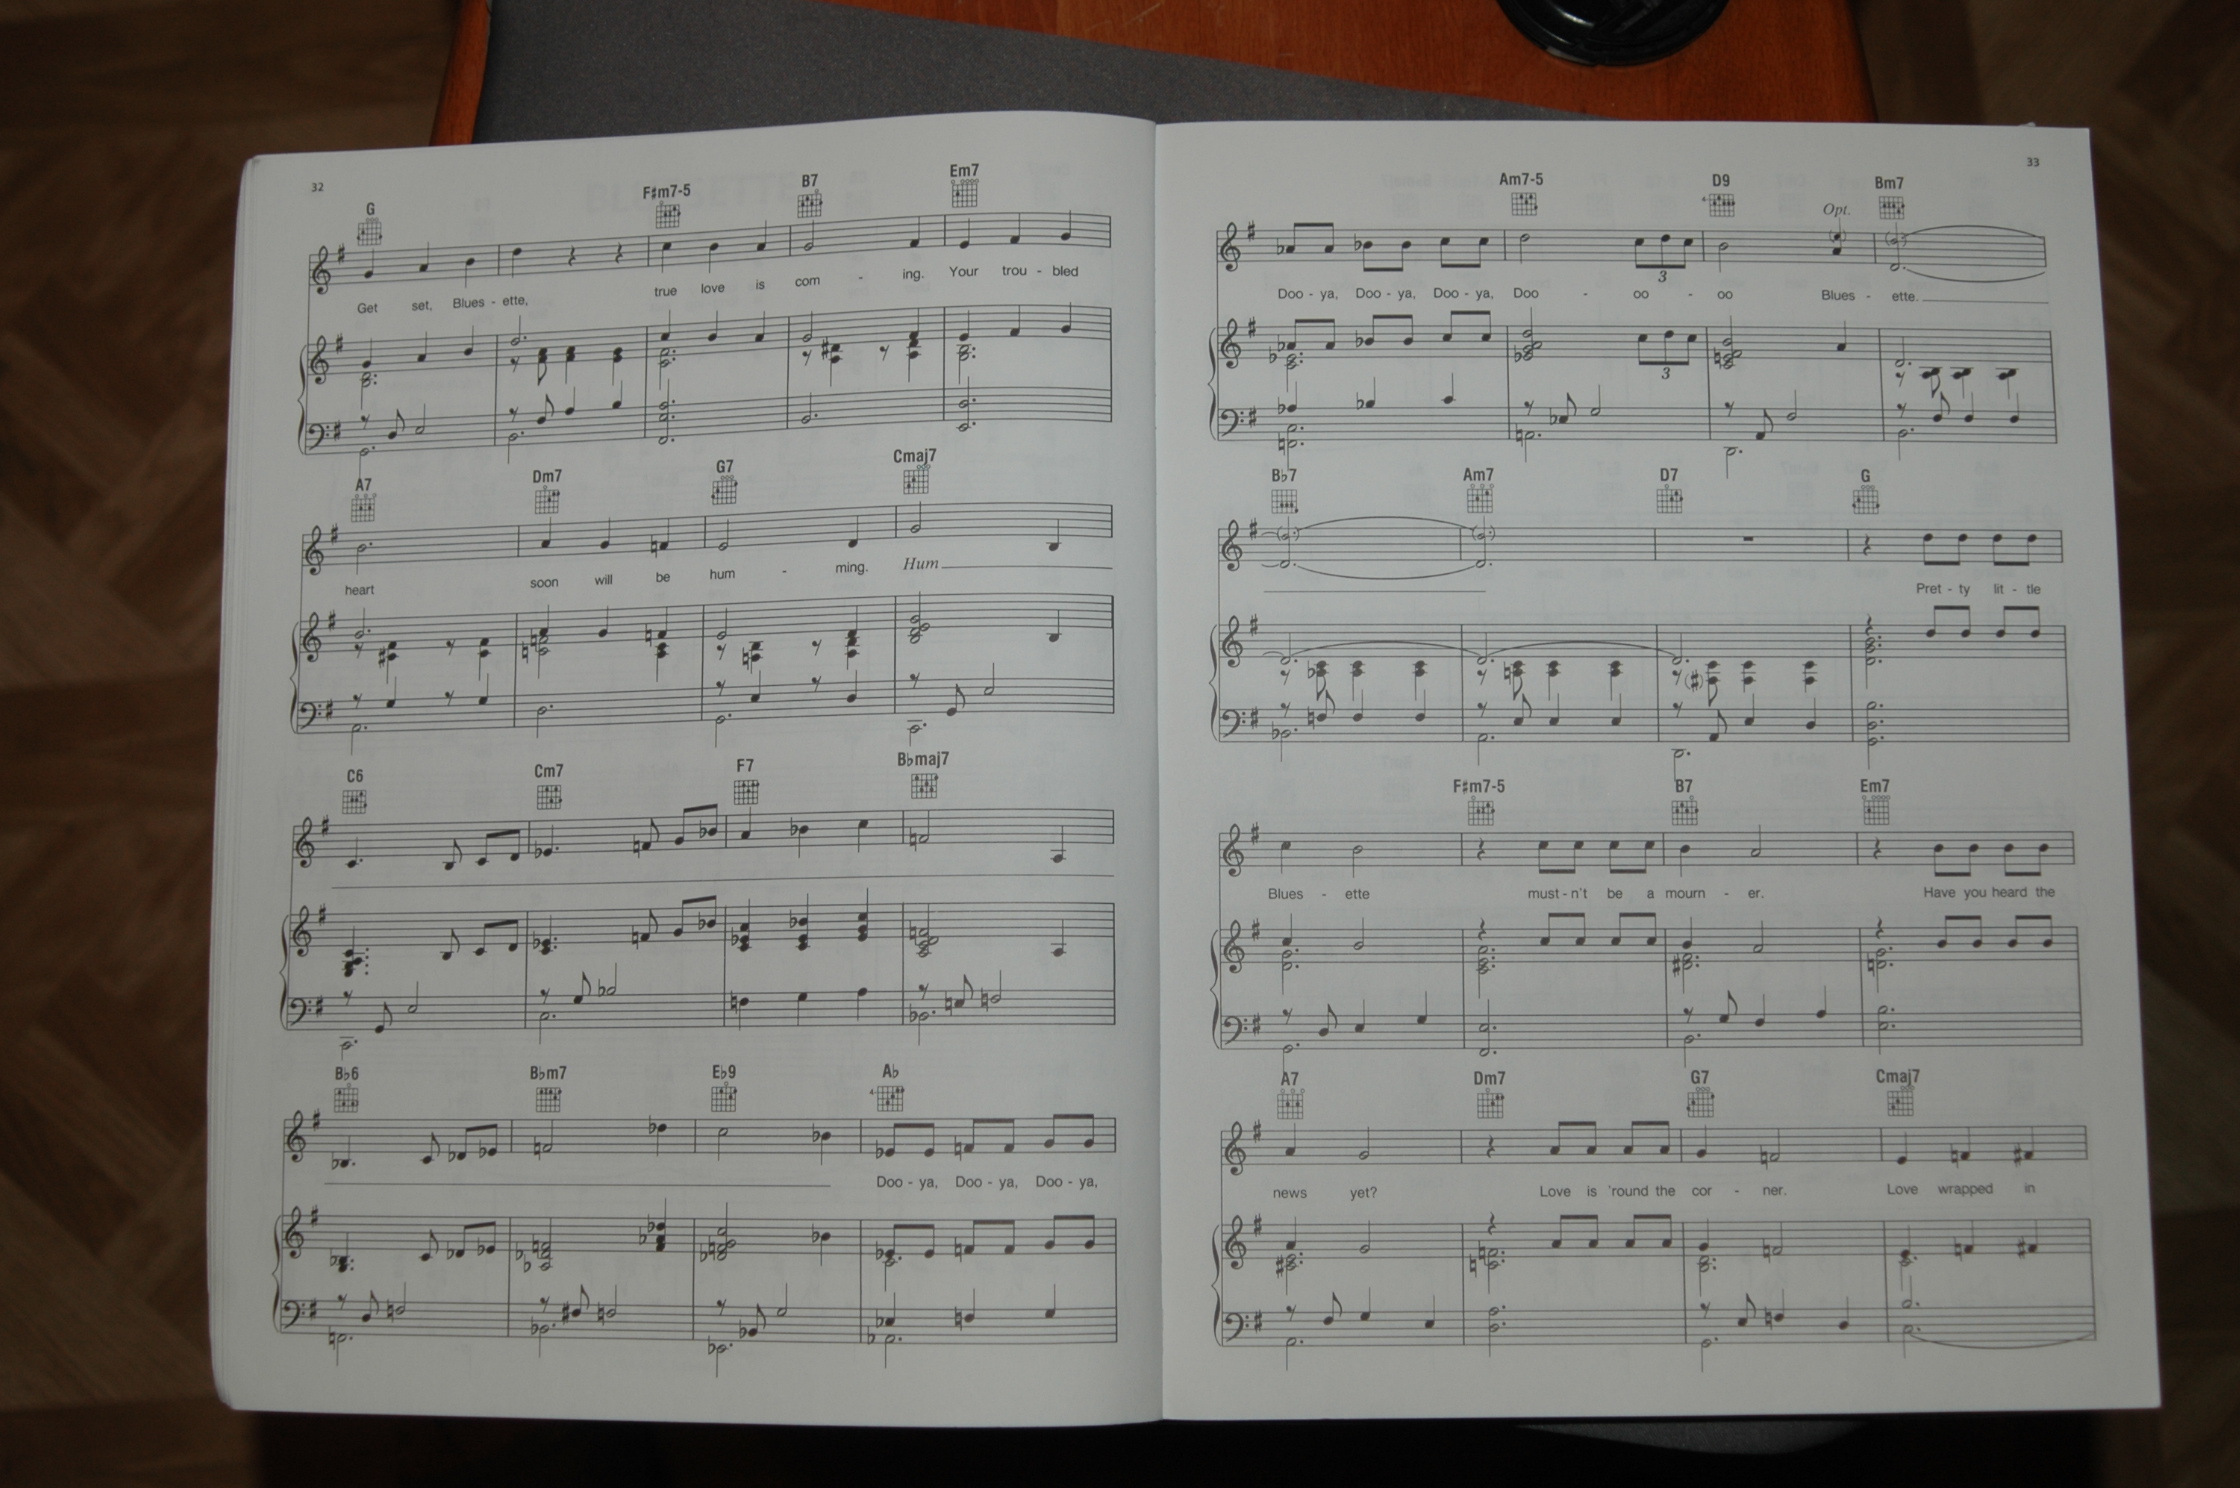 32
G F♯m7-5 B7 Em7
Get set, Blues - ette, true love is com - ing. Your trou - bled
A7 Dm7 G7 Cmaj7
heart soon will be hum - ming. Hum
C6 Cm7 F7 B♭maj7
B♭6 B♭m7 E♭9 A♭
4
Doo - ya, Doo - ya, Doo - ya,
33
Am7-5 D9 Bm7
4
Opt.
3
Doo - ya, Doo - ya, Doo - ya, Doo - oo - oo Blues - ette.
3
B♭7 Am7 D7 G
Pret - ty lit - tle
F♯m7-5 B7 Em7
Blues - ette must - n't be a mourn - er. Have you heard the
A7 Dm7 G7 Cmaj7
news yet? Love is 'round the cor - ner. Love wrapped in